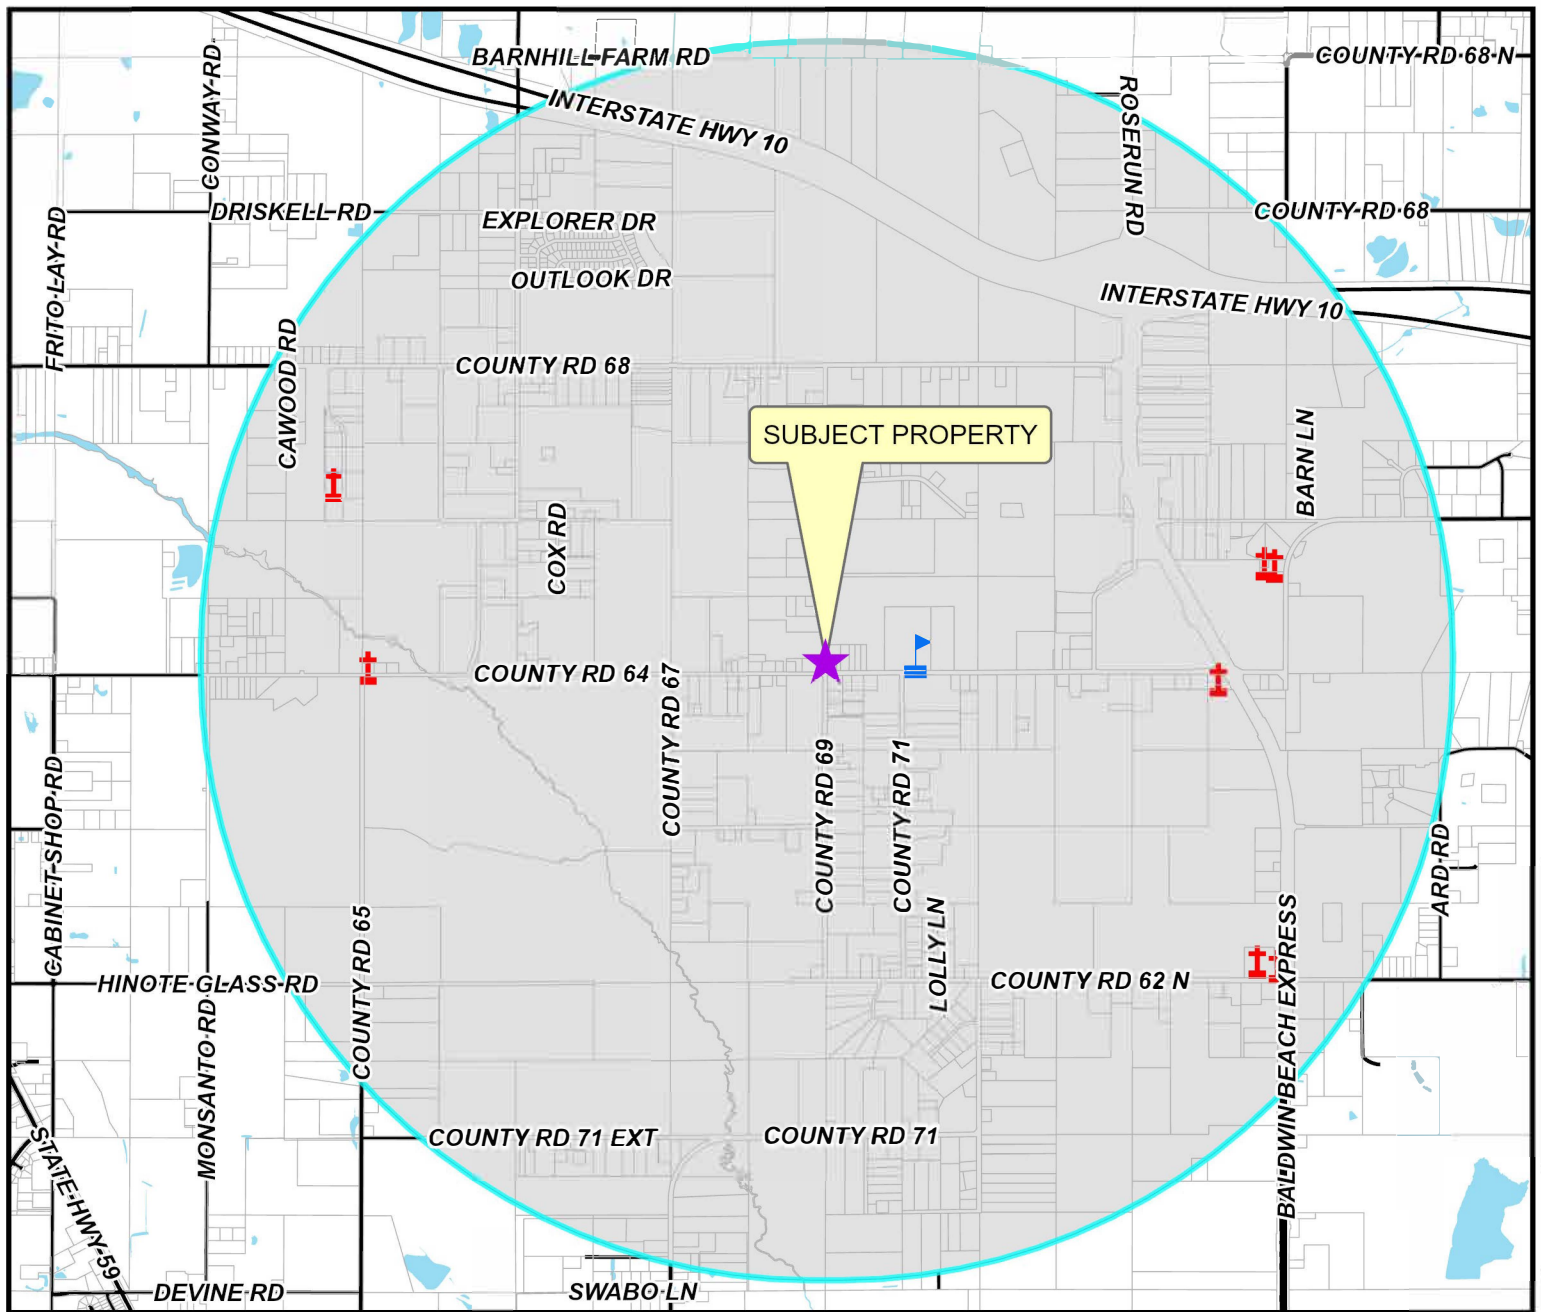 BARNHILL FARM RD
COUNTY RD 68 N
CONWAY RD
INTERSTATE HWY 10
ROSERUN RD
DRISKELL RD
EXPLORER DR
COUNTY RD 68
FRITO LAY RD
OUTLOOK DR
INTERSTATE HWY 10
CAWOOD RD
COUNTY RD 68
SUBJECT PROPERTY
BARN LN
COX RD
COUNTY RD 64
COUNTY RD 67
COUNTY RD 69
COUNTY RD 71
CABINET SHOP RD
ARD RD
COUNTY RD 65
LOLLY LN
HINOTE GLASS RD
COUNTY RD 62 N
MONSANTO RD
BALDWIN BEACH EXPRESS
COUNTY RD 71 EXT
COUNTY RD 71
STATE HWY 59
DEVINE RD
SWABO LN